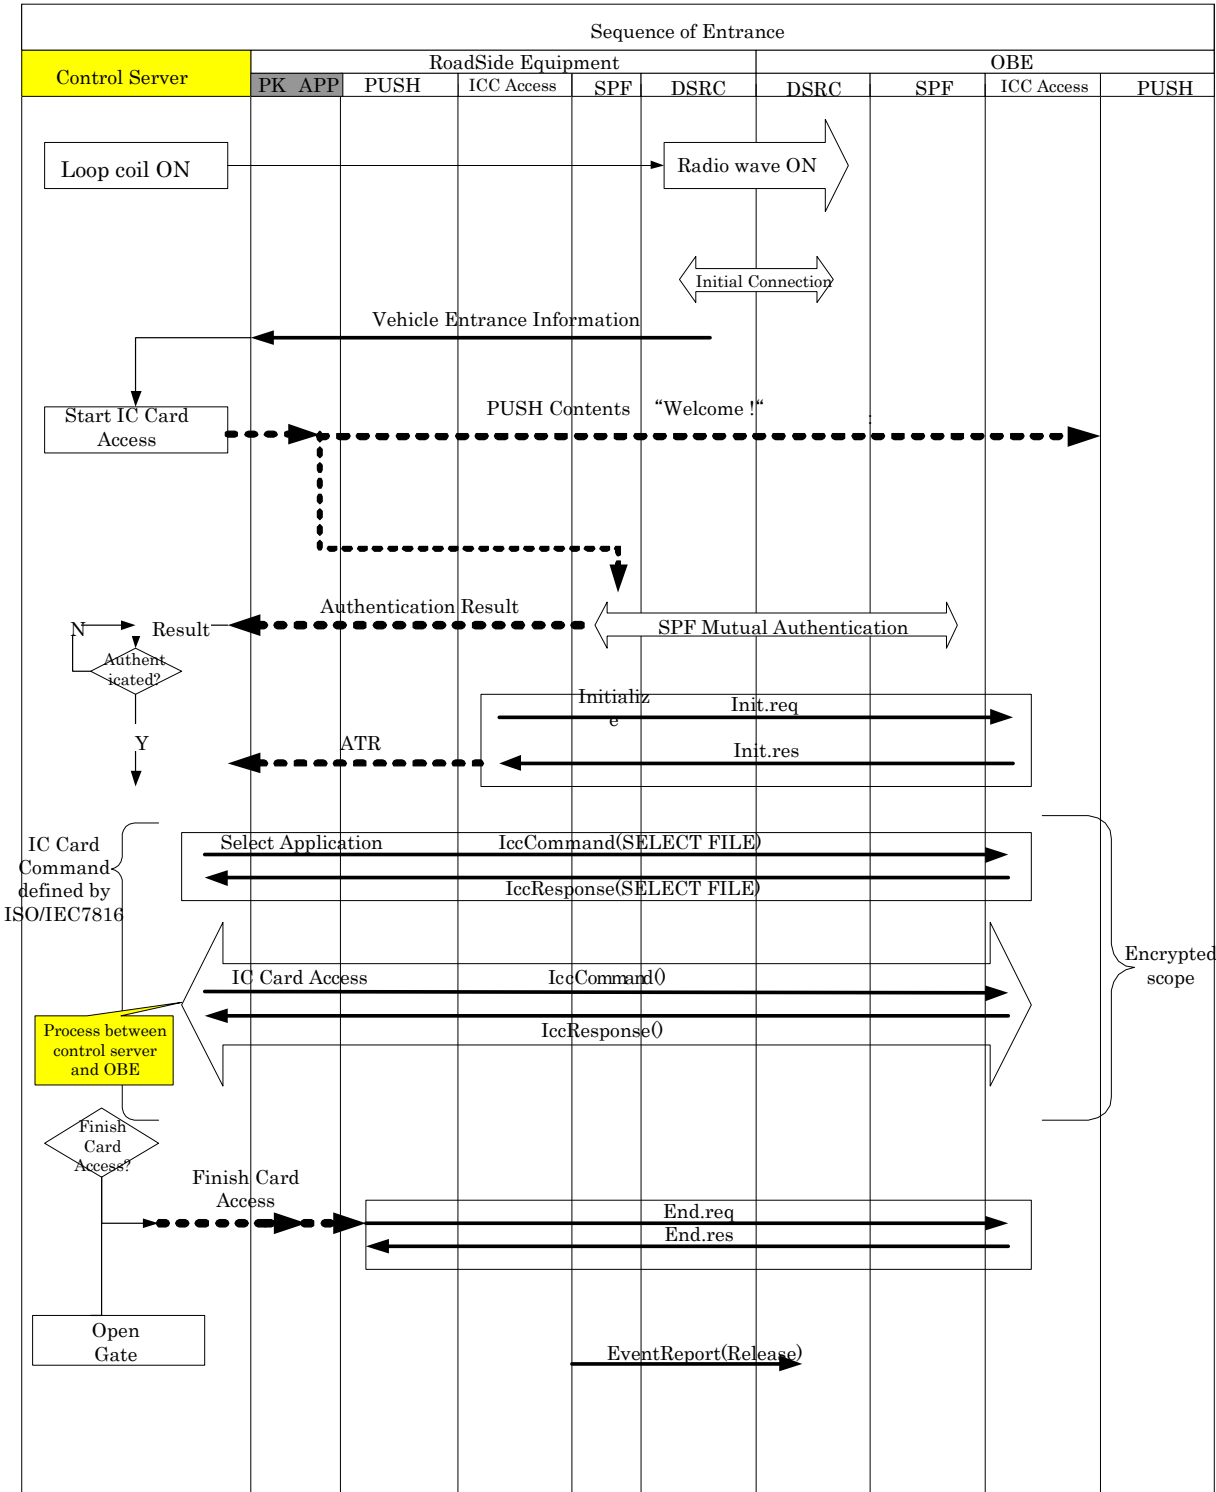 Sequence of Entrance
Control Server
RoadSide Equipment
OBE
PK APP
PUSH
ICC Access
SPF
DSRC
DSRC
SPF
ICC Access
PUSH
Loop coil ON
Radio wave ON
Initial Connection
Vehicle Entrance Information
Start IC Card
Access
PUSH Contents “Welcome !“
:
Authentication Result
N
Result
SPF Mutual Authentication
Authent
icated?
Initializ
e
Init.req
Y
ATR
Init.res
IC Card
Command
defined by
ISO/IEC7816
Select Application
IccCommand(SELECT FILE)
IccResponse(SELECT FILE)
Encrypted
scope
IC Card Access
IccCommand()
IccResponse()
Process between
control server
and OBE
Finish
Card
Access?
Finish Card
Access
End.req
End.res
Open
Gate
EventReport(Release)